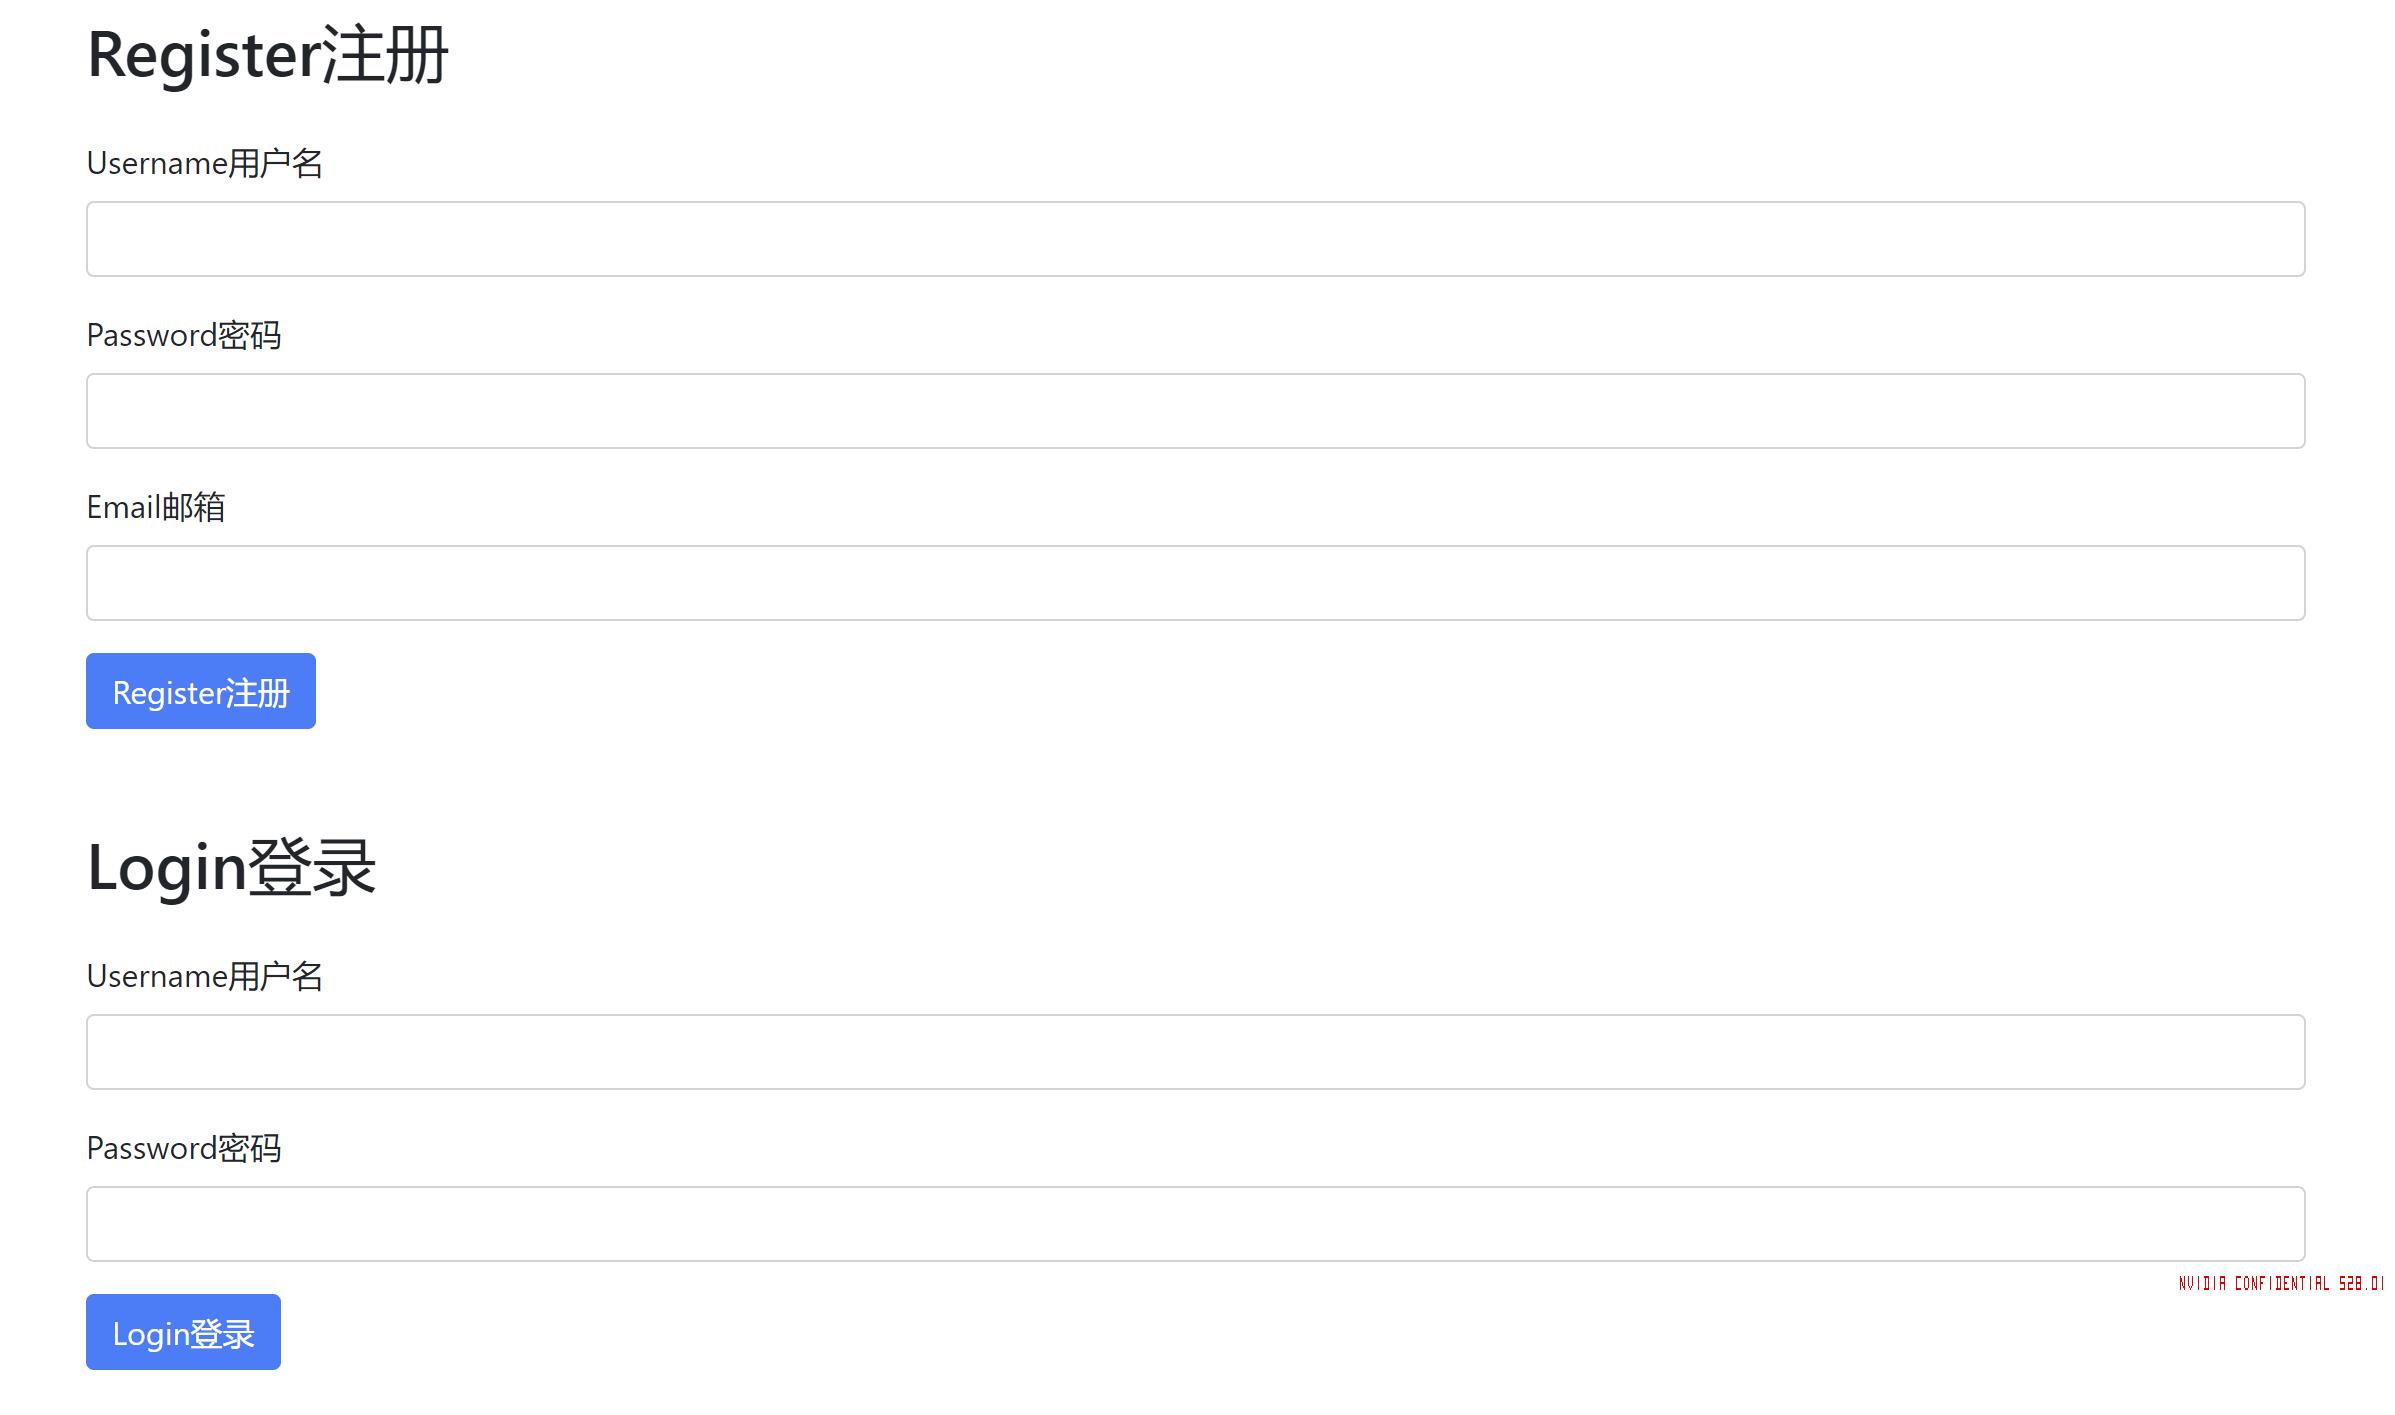 Register注册
Username用户名
Password密码
Email邮箱
Register注册
Login登录
Username用户名
Password密码
NVIDIA CONFIDENTIAL 528.01
Login登录